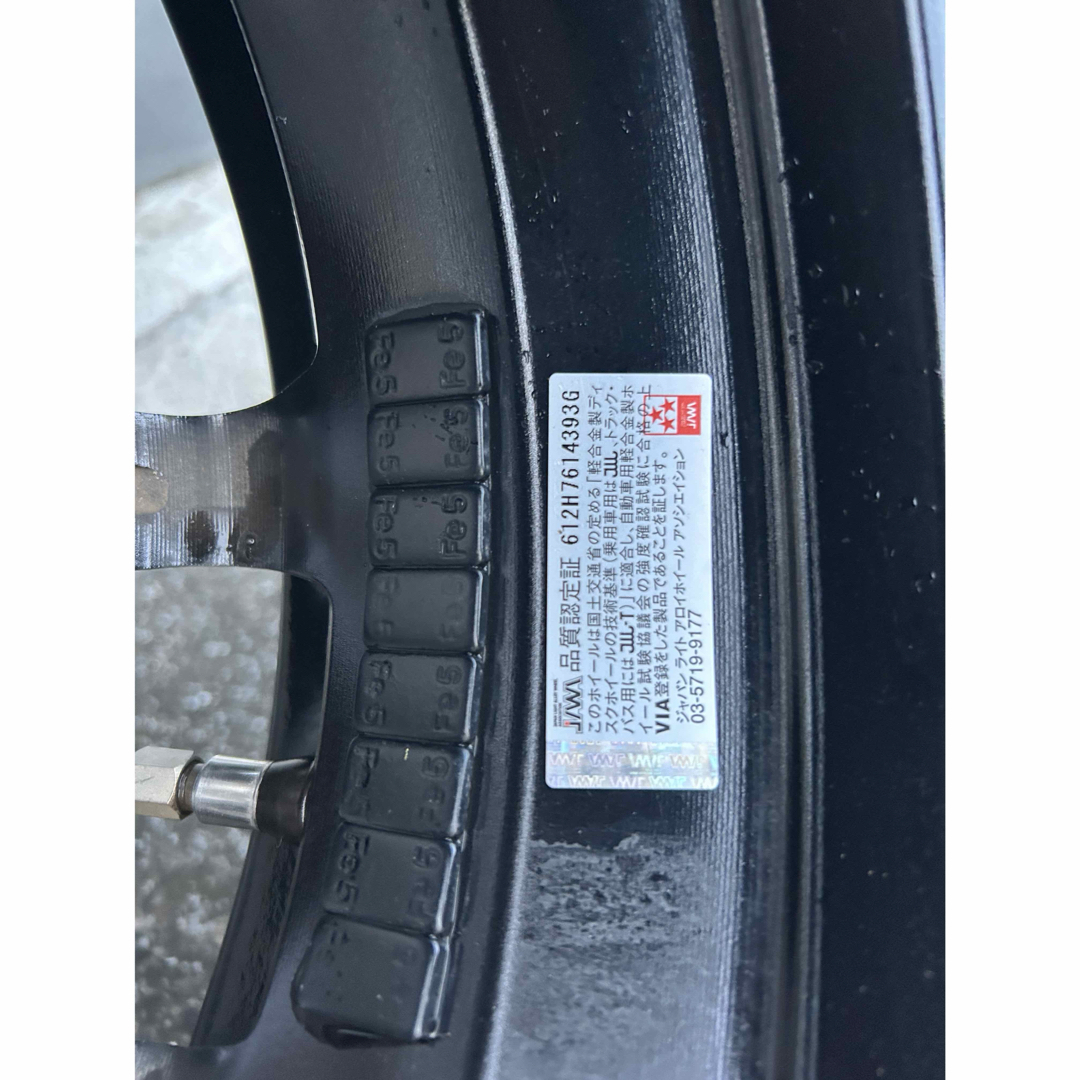 JAWA 品質認定証 612H7614393G
このホイールは国土交通省の定める「軽合金製ディ
スクホイールの技術基準(乗用車用はJWL、トラック・
バス用にはJWL-T)」に適合し、自動車用軽合金製ホ
イール試験協議会の強度確認試験に合格の上
VIA登録をした製品であることを証します。
ジャパン ライト アロイホイール アソシエイション
03-5719-9177
Fe5 Fe5
Fe5 Fe5
Fe5 Fe5
Fe5 Fe5